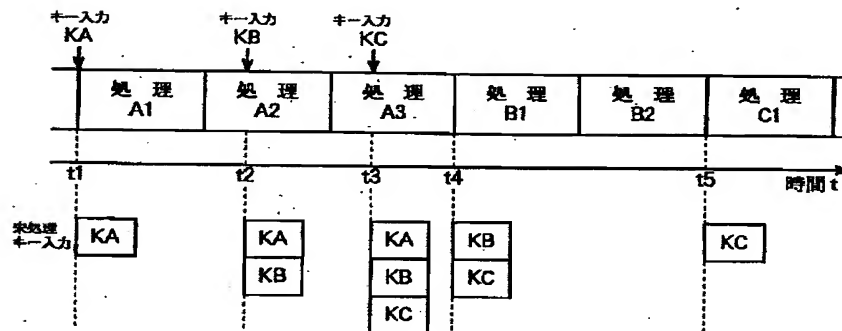 キー入力 キー入力 キー入力
KA KB KC
処理 処理 処理 処理 処理 処理
A1 A2 A3 B1 B2 C1
t1 t2 t3 t4 t5 時間 t
未処理
キー入力
KA KA KA KB KC
KB KB KC
KC